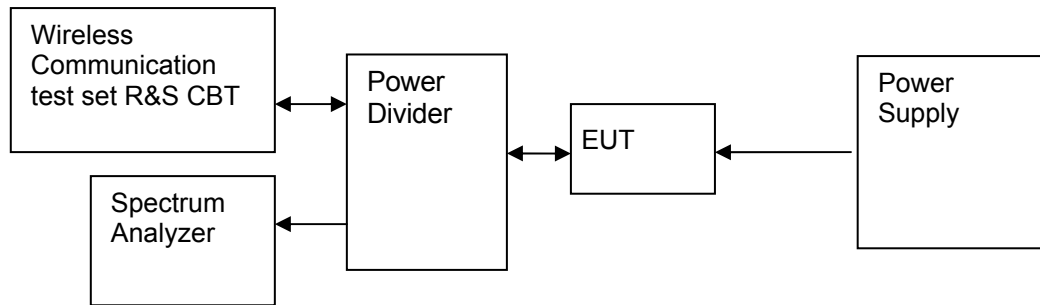 Wireless
Communication
test set R&S CBT
Power
Divider
EUT
Power
Supply
Spectrum
Analyzer